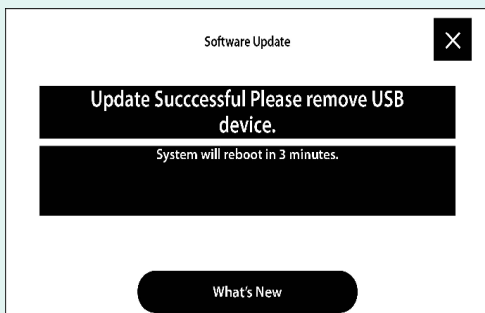 Software Update
Update Succcessful Please remove USB
device.
System will reboot in 3 minutes.
What's New